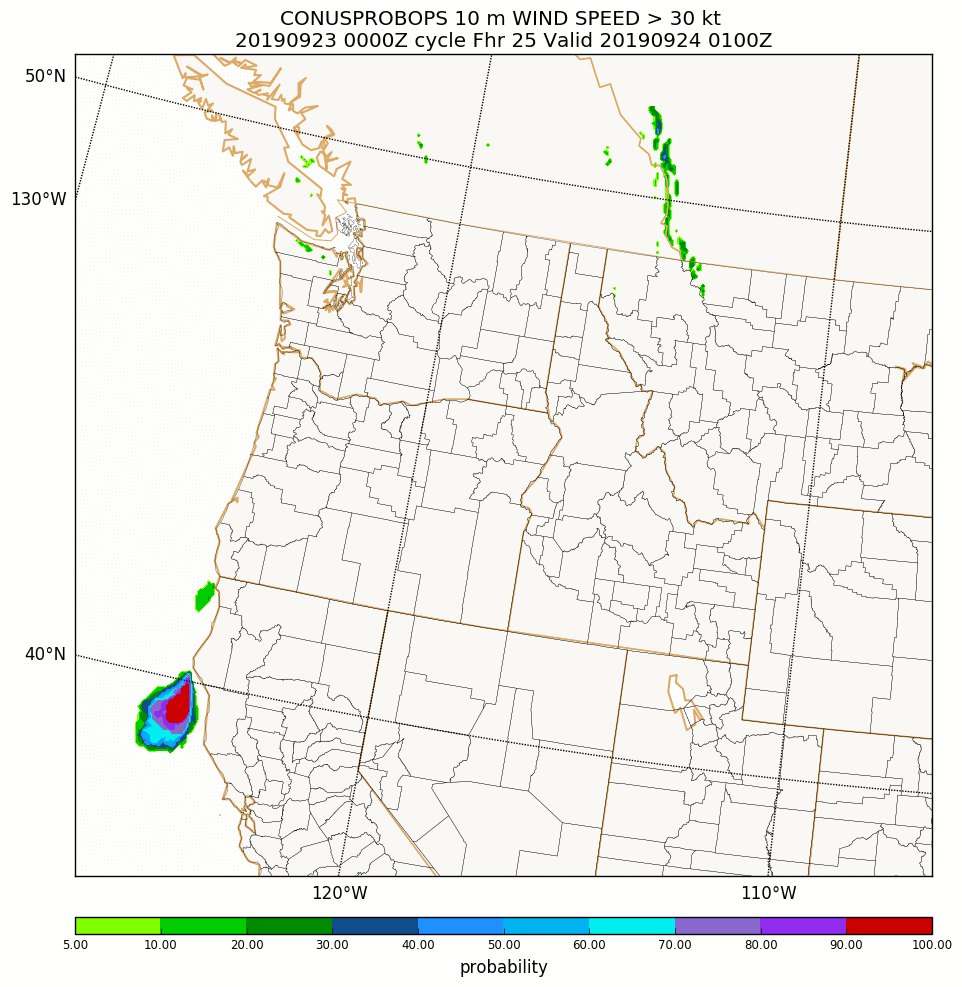 CONUSPROBOPS 10 m WIND SPEED > 30 kt
20190923 0000Z cycle Fhr 25 Valid 20190924 0100Z
50°N
130°W
40°N
120°W 110°W
5.00 10.00 20.00 30.00 40.00 50.00 60.00 70.00 80.00 90.00 100.00
probability